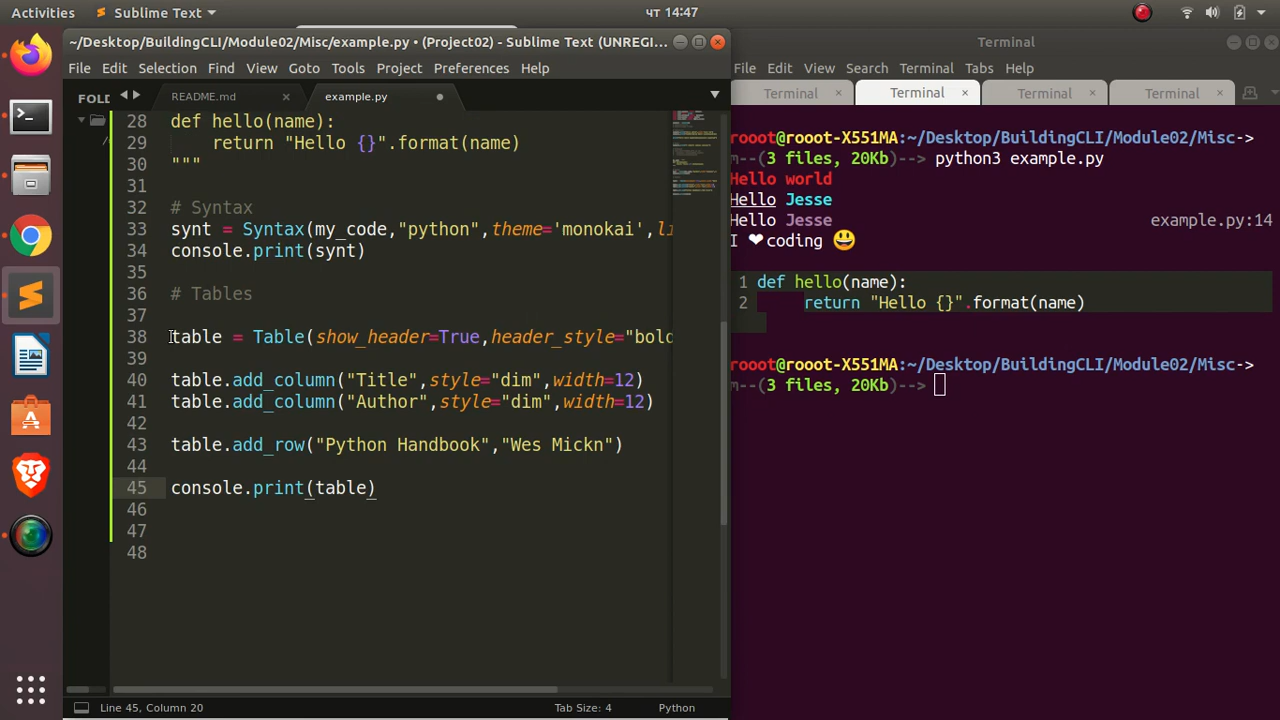 Activities
Sublime Text
чт 14:47
~/Desktop/BuildingCLI/Module02/Misc/example.py • (Project02) - Sublime Text (UNREGI...
File Edit Selection Find View Goto Tools Project Preferences Help
FOLD
README.md ×
example.py
28 def hello(name):
29     return "Hello {}".format(name)
30 """
31
32 # Syntax
33 synt = Syntax(my_code,"python",theme='monokai',li
34 console.print(synt)
35
36 # Tables
37
38 table = Table(show_header=True,header_style="bold
39
40 table.add_column("Title",style="dim",width=12)
41 table.add_column("Author",style="dim",width=12)
42
43 table.add_row("Python Handbook","Wes Mickn")
44
45 console.print(table)
46
47
48
Line 45, Column 20
Tab Size: 4
Python
Terminal
File Edit View Search Terminal Tabs Help
Terminal × Terminal × Terminal × Terminal ×
rooot@rooot-X551MA:~/Desktop/BuildingCLI/Module02/Misc->
m--(3 files, 20Kb)--> python3 example.py
Hello world
Hello Jesse
Hello Jesse example.py:14
I ❤coding 😃
1 def hello(name):
2     return "Hello {}".format(name)
rooot@rooot-X551MA:~/Desktop/BuildingCLI/Module02/Misc->
m--(3 files, 20Kb)-->